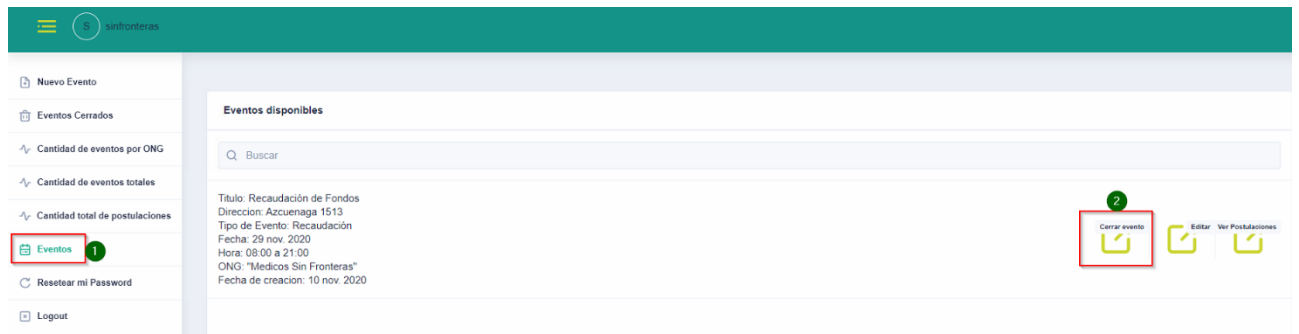 S sinfronteras
Nuevo Evento
Eventos Cerrados
Cantidad de eventos por ONG
Cantidad de eventos totales
Cantidad total de postulaciones
Eventos 1
Resetear mi Password
Logout
Eventos disponibles
Buscar
Titulo: Recaudación de Fondos
Direccion: Azcuenaga 1513
Tipo de Evento: Recaudación
Fecha: 29 nov. 2020
Hora: 08:00 a 21:00
ONG: "Medicos Sin Fronteras"
Fecha de creacion: 10 nov. 2020
2
Cerrar evento Editar Ver Postulaciones